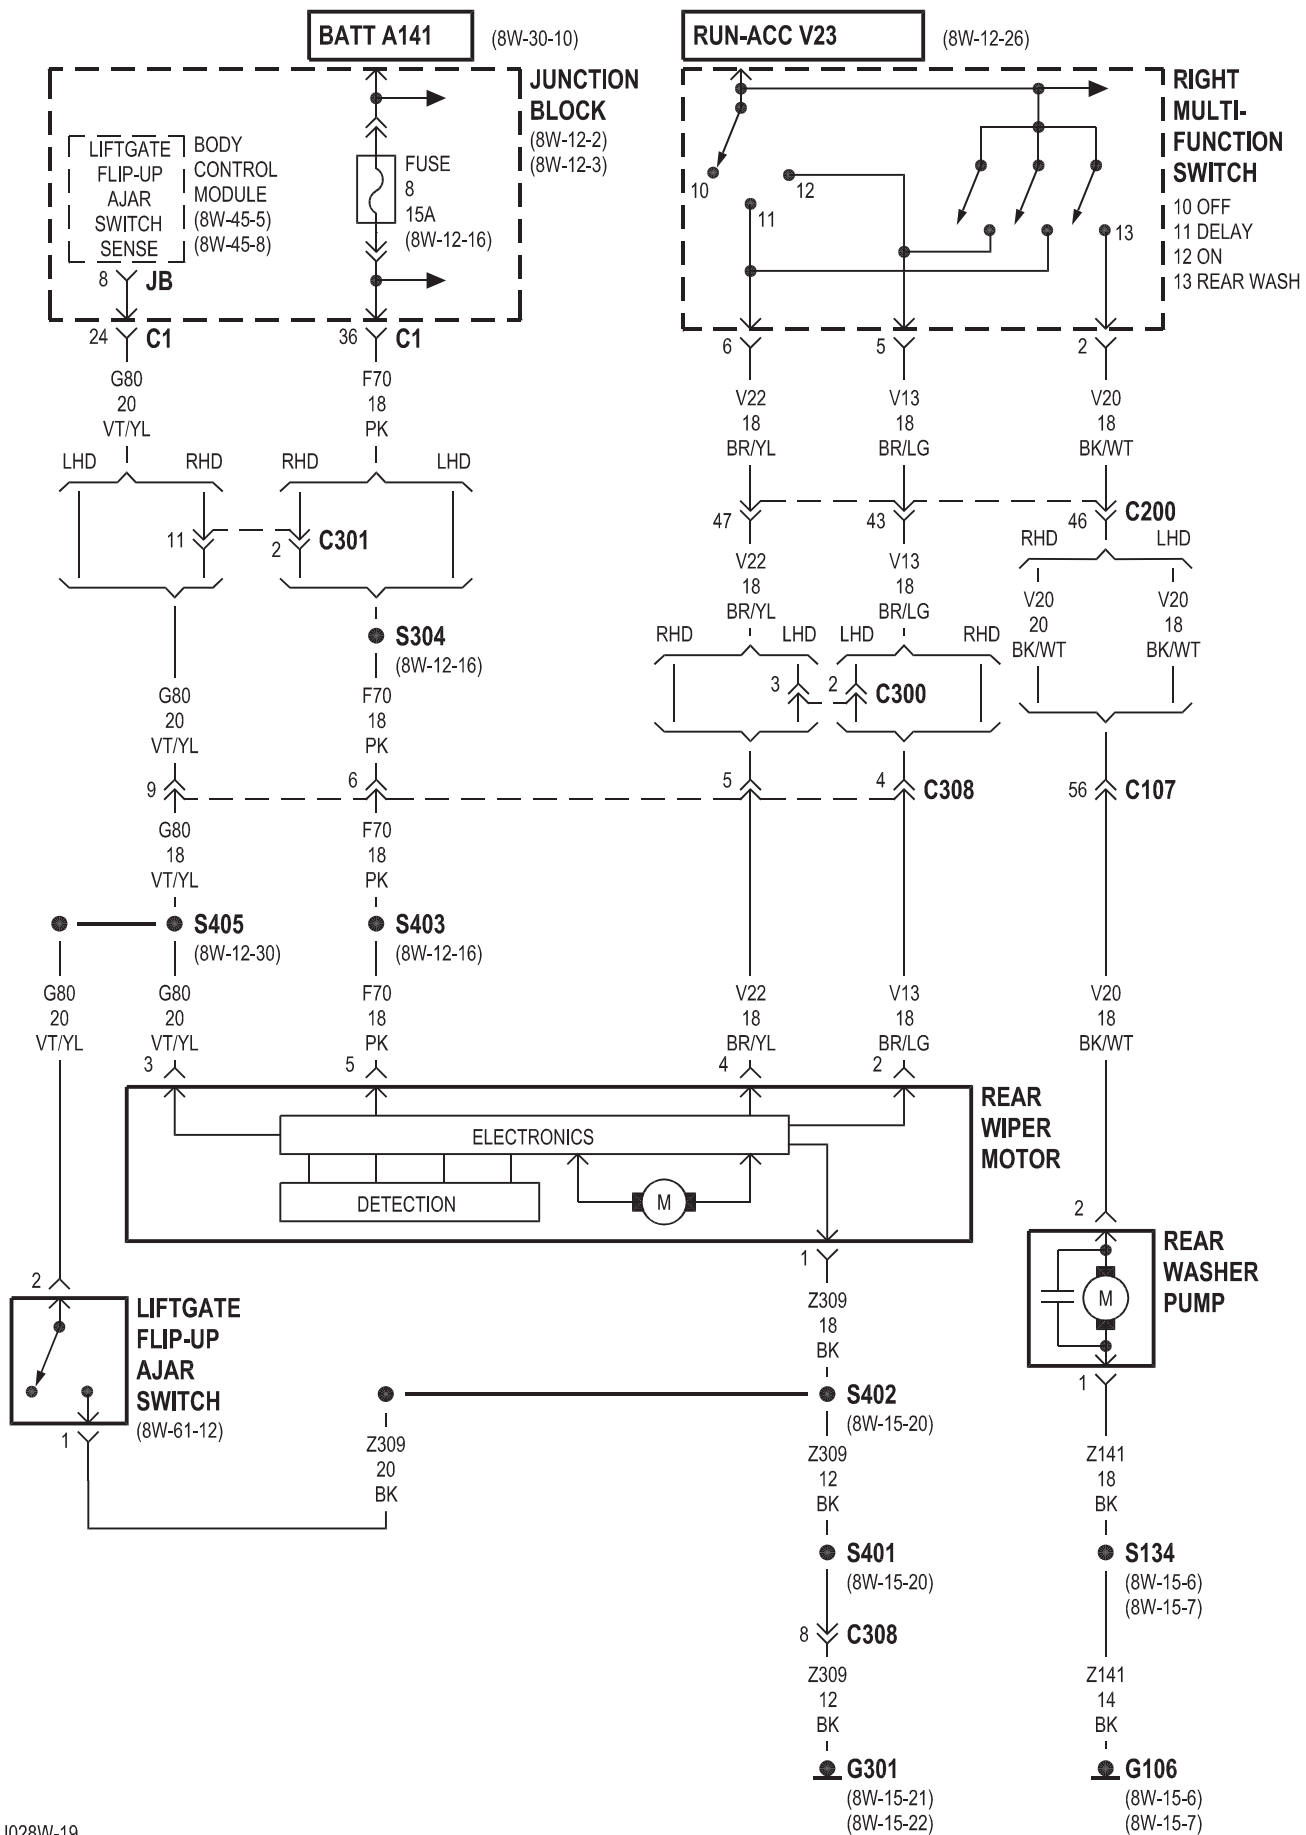 BATT A141
(8W-30-10)
RUN-ACC V23
(8W-12-26)
JUNCTION
BLOCK
(8W-12-2)
(8W-12-3)
LIFTGATE
FLIP-UP
AJAR
SWITCH
SENSE
BODY
CONTROL
MODULE
(8W-45-5)
(8W-45-8)
FUSE
8
15A
(8W-12-16)
8
JB
RIGHT
MULTI-
FUNCTION
SWITCH
10 OFF
11 DELAY
12 ON
13 REAR WASH
10
11
12
13
24
C1
36
C1
6
5
2
G80
20
VT/YL
F70
18
PK
V22
18
BR/YL
V13
18
BR/LG
V20
18
BK/WT
LHD
RHD
RHD
LHD
11
2
C301
47
43
46
C200
RHD
LHD
V22
18
BR/YL
V13
18
BR/LG
V20
20
BK/WT
V20
18
BK/WT
S304
(8W-12-16)
RHD
LHD
LHD
RHD
3
2
C300
G80
20
VT/YL
F70
18
PK
9
6
5
4
C308
56
C107
G80
18
VT/YL
F70
18
PK
S405
(8W-12-30)
S403
(8W-12-16)
G80
20
VT/YL
G80
20
VT/YL
F70
18
PK
V22
18
BR/YL
V13
18
BR/LG
V20
18
BK/WT
3
5
4
2
REAR
WIPER
MOTOR
ELECTRONICS
DETECTION
M
1
2
REAR
WASHER
PUMP
M
1
2
LIFTGATE
FLIP-UP
AJAR
SWITCH
(8W-61-12)
1
Z309
18
BK
S402
(8W-15-20)
Z309
20
BK
Z309
12
BK
Z141
18
BK
S401
(8W-15-20)
S134
(8W-15-6)
(8W-15-7)
8
C308
Z309
12
BK
Z141
14
BK
G301
(8W-15-21)
(8W-15-22)
G106
(8W-15-6)
(8W-15-7)
J028W-19